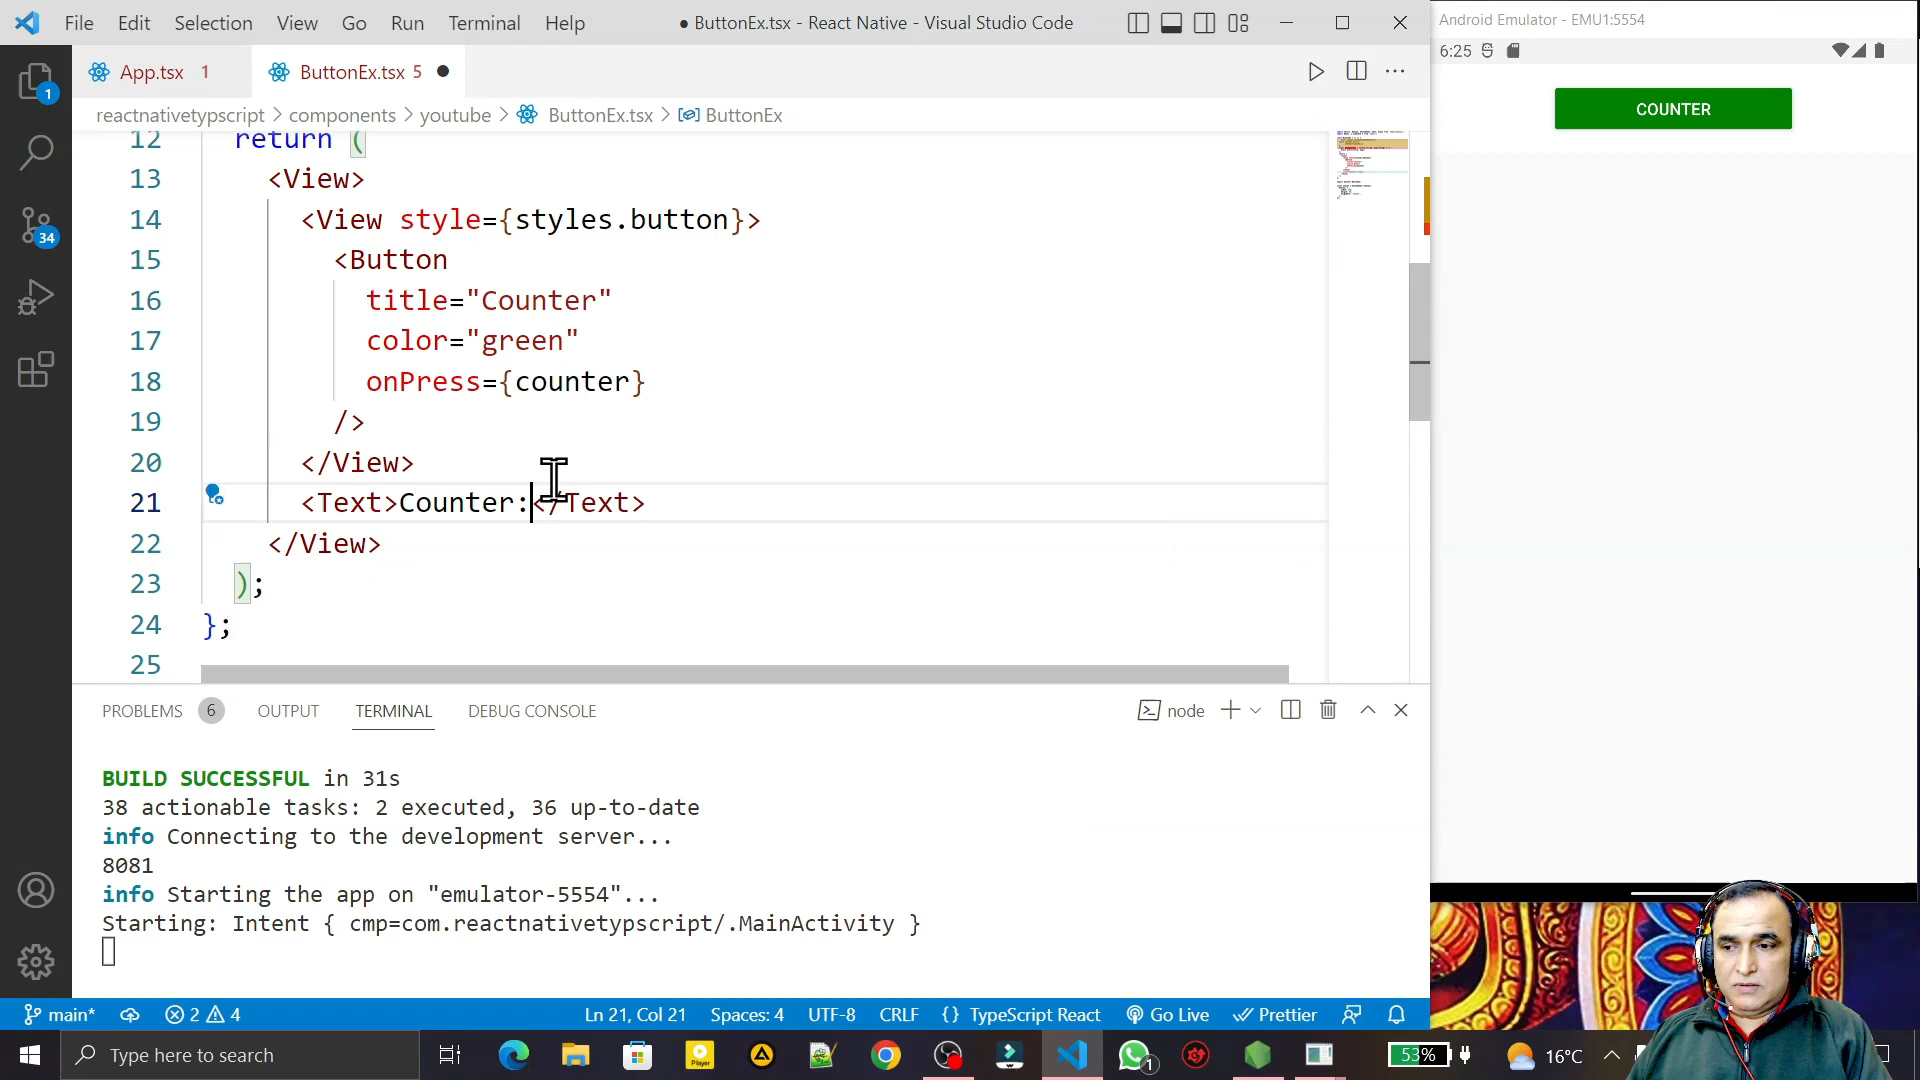 File Edit Selection View Go Run Terminal Help ● ButtonEx.tsx - React Native - Visual Studio Code
Android Emulator - EMU1:5554
6:25
App.tsx 1 ButtonEx.tsx 5 ●
COUNTER
reactnativetypscript > components > youtube > ButtonEx.tsx > ButtonEx
12 return (
13 <View>
14 <View style={styles.button}>
15 <Button
16 title="Counter"
17 color="green"
18 onPress={counter}
19 />
20 </View>
21 <Text>Counter:</Text>
22 </View>
23 );
24 };
25
PROBLEMS 6 OUTPUT TERMINAL DEBUG CONSOLE node
BUILD SUCCESSFUL in 31s
38 actionable tasks: 2 executed, 36 up-to-date
info Connecting to the development server...
8081
info Starting the app on "emulator-5554"...
Starting: Intent { cmp=com.reactnativetypscript/.MainActivity }
1
34
main* 2 4 Ln 21, Col 21 Spaces: 4 UTF-8 CRLF {} TypeScript React Go Live Prettier
Type here to search Player 1 53% 16°C